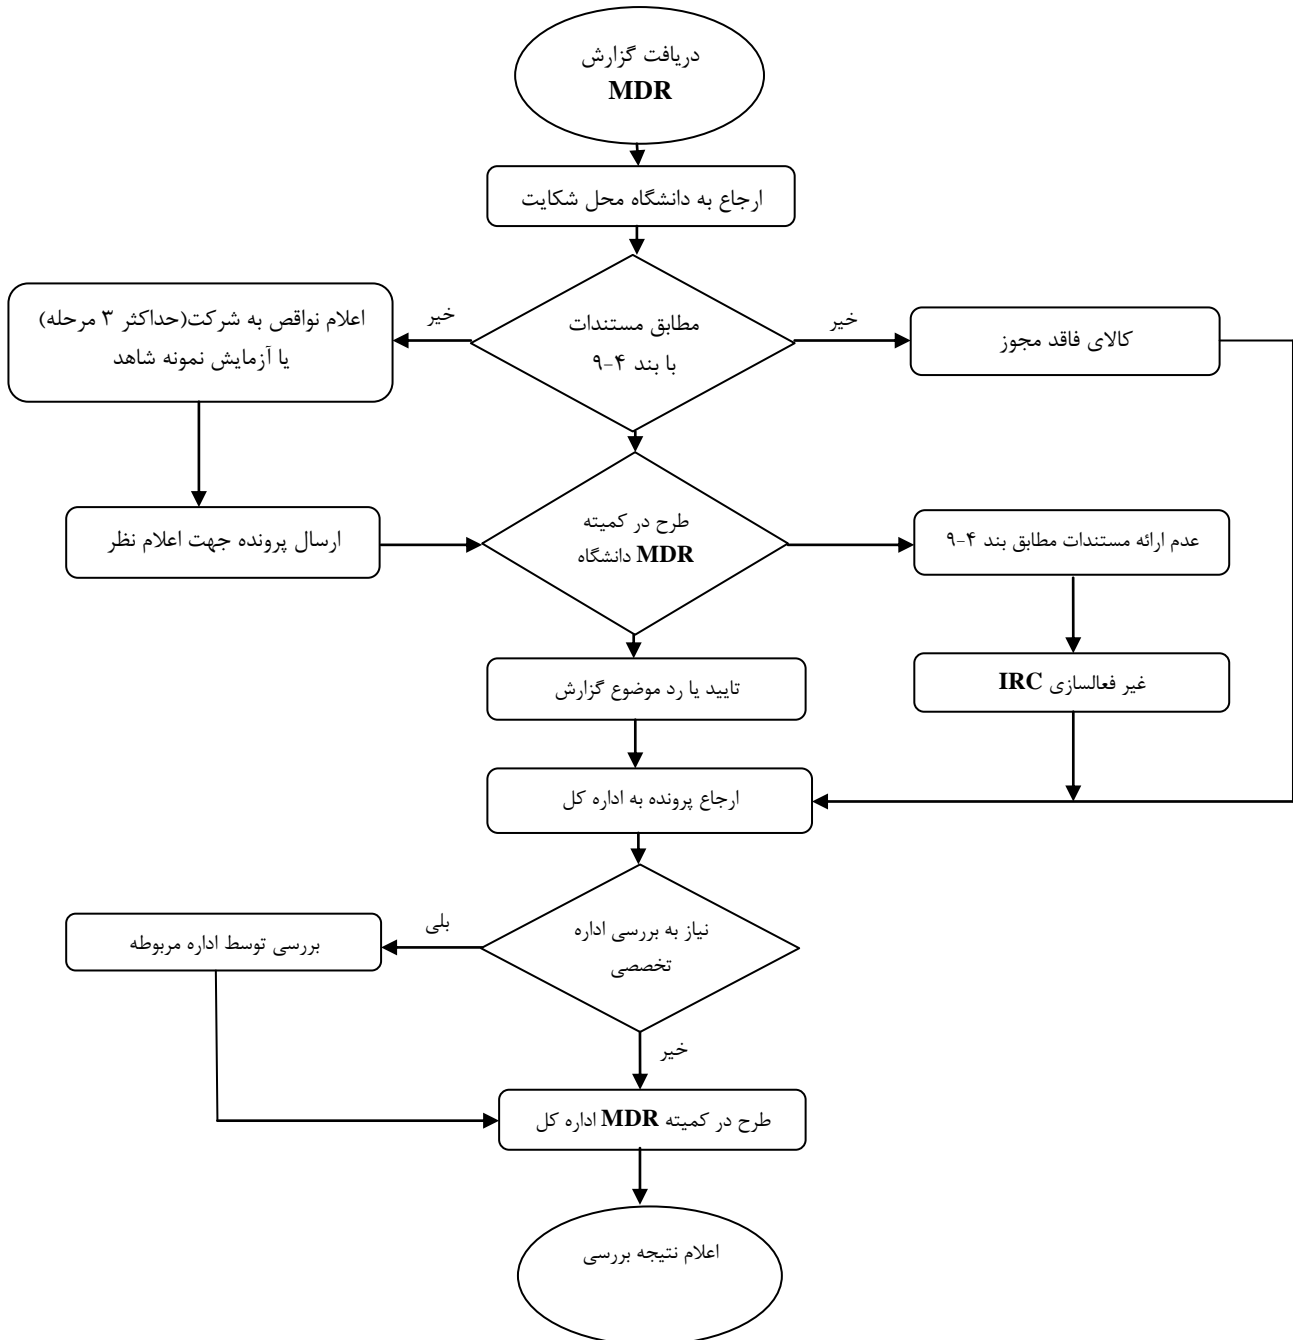 دریافت گزارش
MDR
ارجاع به دانشگاه محل شکایت
مطابق مستندات
با بند ۴-۹
خیر
کالای فاقد مجوز
خیر
اعلام نواقص به شرکت(حداکثر ۳ مرحله)
یا آزمایش نمونه شاهد
ارسال پرونده جهت اعلام نظر
طرح در کمیته
MDR دانشگاه
عدم ارائه مستندات مطابق بند ۴-۹
غیر فعالسازی IRC
تایید یا رد موضوع گزارش
ارجاع پرونده به اداره کل
نیاز به بررسی اداره
تخصصی
بلی
بررسی توسط اداره مربوطه
خیر
طرح در کمیته MDR اداره کل
اعلام نتیجه بررسی